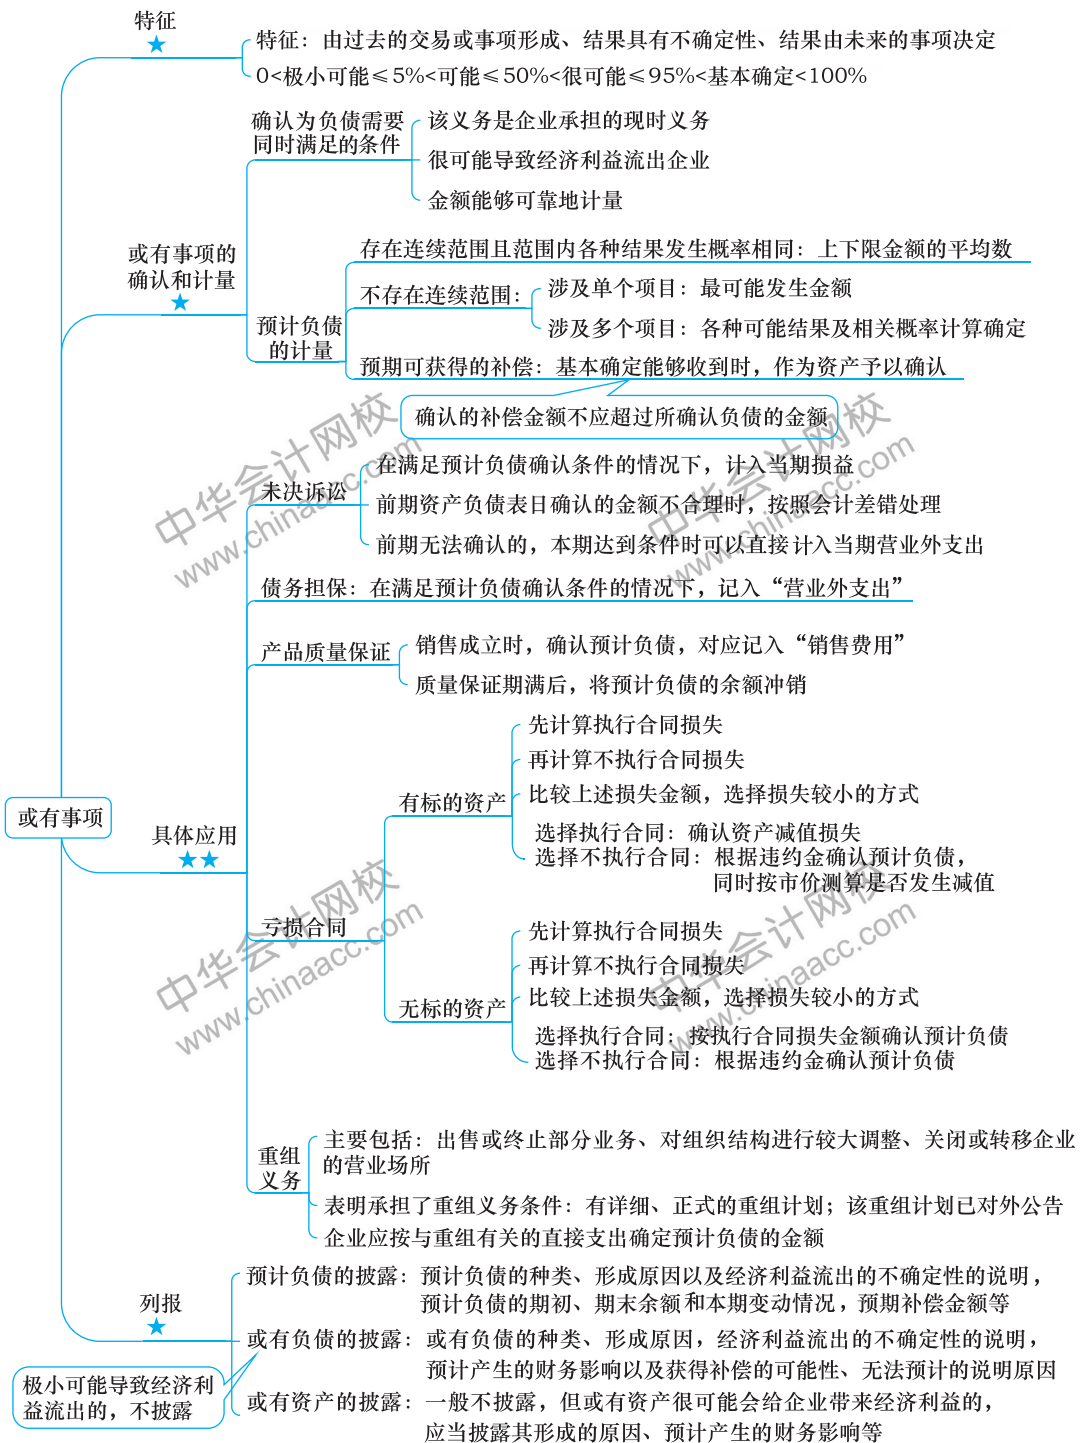 特征
★
特征：由过去的交易或事项形成、结果具有不确定性、结果由未来的事项决定
0<极小可能≤5%<可能≤50%<很可能≤95%<基本确定<100%
确认为负债需要
同时满足的条件
该义务是企业承担的现时义务
很可能导致经济利益流出企业
金额能够可靠地计量
或有事项的
确认和计量
★
预计负债
的计量
存在连续范围且范围内各种结果发生概率相同：上下限金额的平均数
不存在连续范围：
涉及单个项目：最可能发生金额
涉及多个项目：各种可能结果及相关概率计算确定
预期可获得的补偿：基本确定能够收到时，作为资产予以确认
确认的补偿金额不应超过所确认负债的金额
未决诉讼
在满足预计负债确认条件的情况下，计入当期损益
前期资产负债表日确认的金额不合理时，按照会计差错处理
前期无法确认的，本期达到条件时可以直接计入当期营业外支出
债务担保：在满足预计负债确认条件的情况下，记入“营业外支出”
产品质量保证
销售成立时，确认预计负债，对应记入“销售费用”
质量保证期满后，将预计负债的余额冲销
或有事项
具体应用
★★
亏损合同
有标的资产
先计算执行合同损失
再计算不执行合同损失
比较上述损失金额，选择损失较小的方式
选择执行合同：确认资产减值损失
选择不执行合同：根据违约金确认预计负债，
同时按市价测算是否发生减值
无标的资产
先计算执行合同损失
再计算不执行合同损失
比较上述损失金额，选择损失较小的方式
选择执行合同：按执行合同损失金额确认预计负债
选择不执行合同：根据违约金确认预计负债
重组
义务
主要包括：出售或终止部分业务、对组织结构进行较大调整、关闭或转移企业
的营业场所
表明承担了重组义务条件：有详细、正式的重组计划；该重组计划已对外公告
企业应按与重组有关的直接支出确定预计负债的金额
列报
★
预计负债的披露：预计负债的种类、形成原因以及经济利益流出的不确定性的说明，
预计负债的期初、期末余额和本期变动情况，预期补偿金额等
或有负债的披露：或有负债的种类、形成原因，经济利益流出的不确定性的说明，
预计产生的财务影响以及获得补偿的可能性、无法预计的说明原因
极小可能导致经济利
益流出的，不披露
或有资产的披露：一般不披露，但或有资产很可能会给企业带来经济利益的，
应当披露其形成的原因、预计产生的财务影响等
中华会计网校
www.chinaacc.com
中华会计网校
www.chinaacc.com
中华会计网校
www.chinaacc.com
中华会计网校
www.chinaacc.com